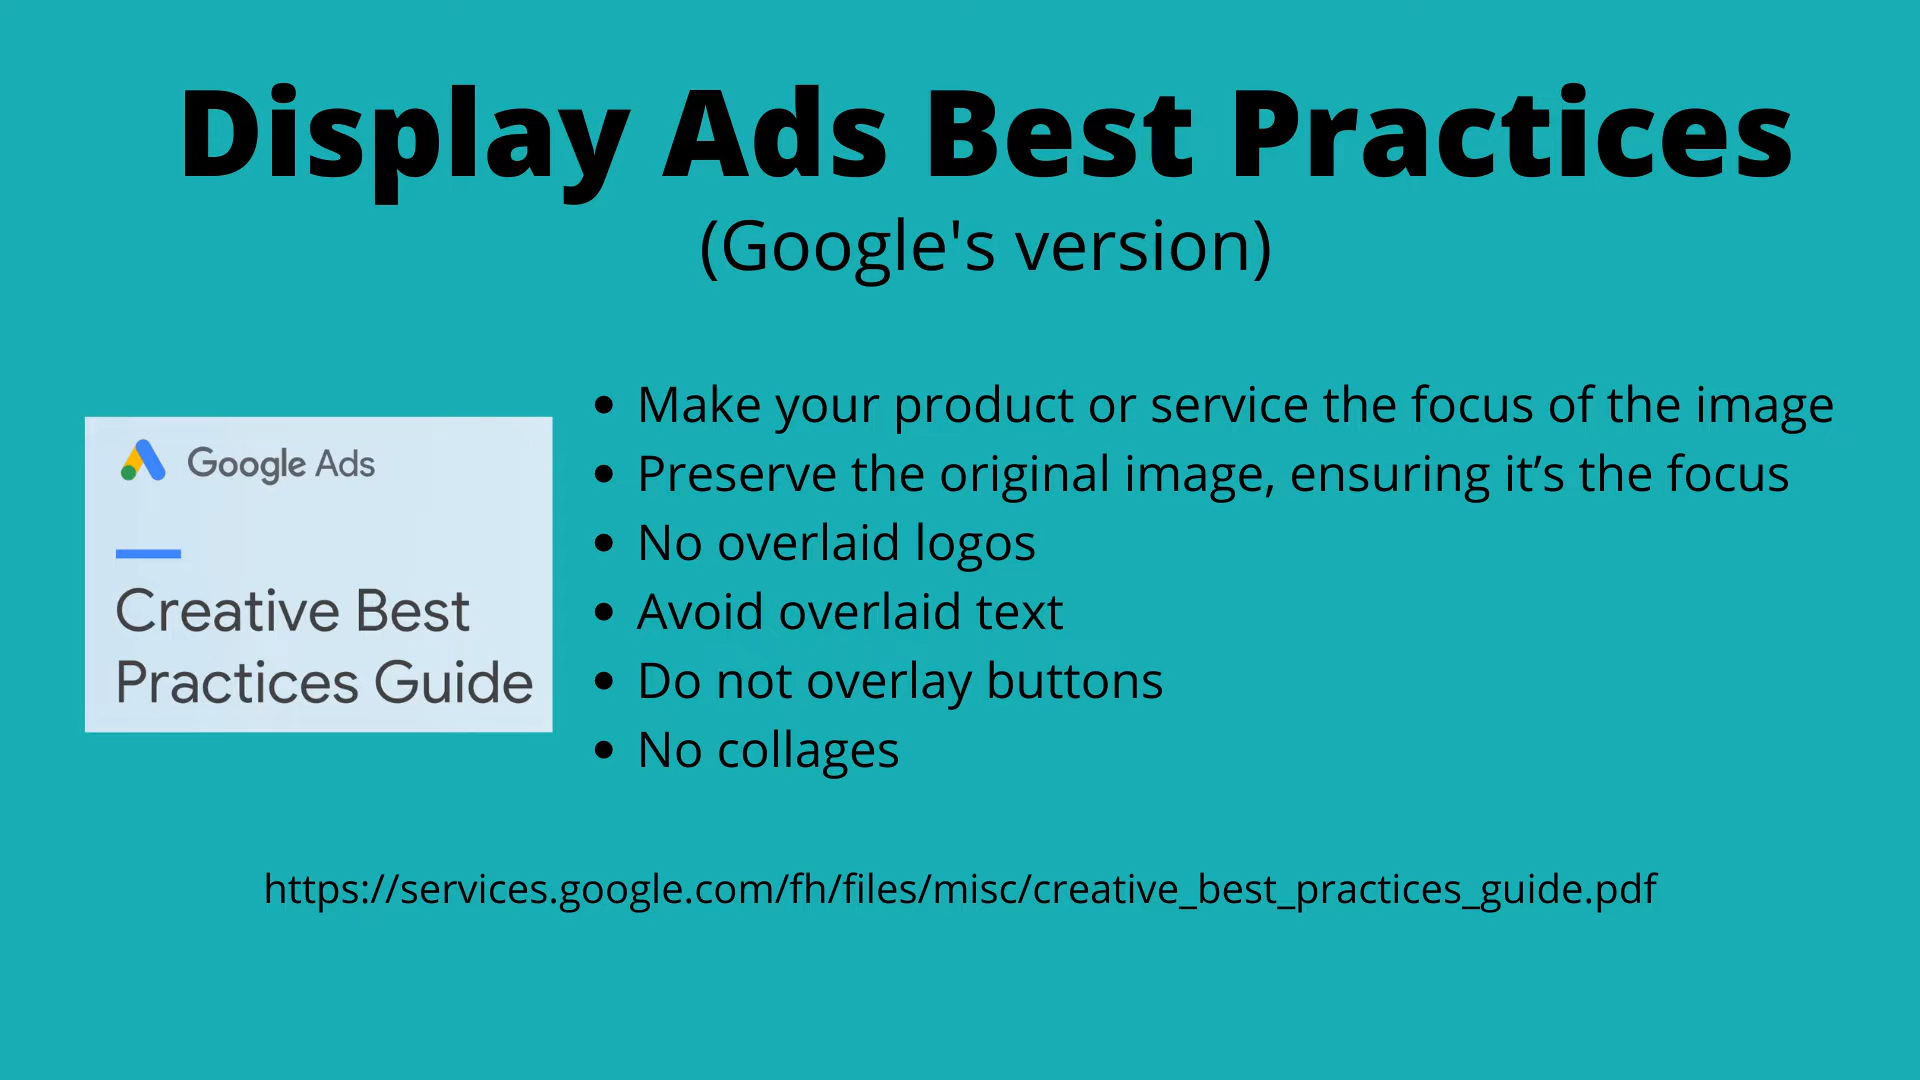 Display Ads Best Practices
(Google's version)
Google Ads
Creative Best
Practices Guide
• Make your product or service the focus of the image
• Preserve the original image, ensuring it’s the focus
• No overlaid logos
• Avoid overlaid text
• Do not overlay buttons
• No collages
https://services.google.com/fh/files/misc/creative_best_practices_guide.pdf